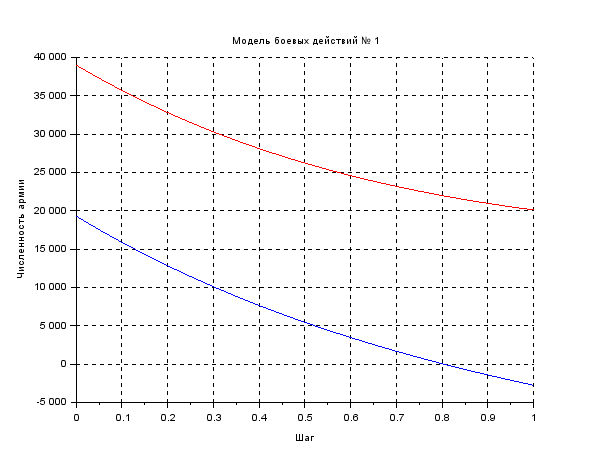 Модель боевых действий № 1
40 000
35 000
30 000
25 000
20 000
15 000
10 000
5 000
0
-5 000
Численность армии
0 0.1 0.2 0.3 0.4 0.5 0.6 0.7 0.8 0.9 1
Шаг